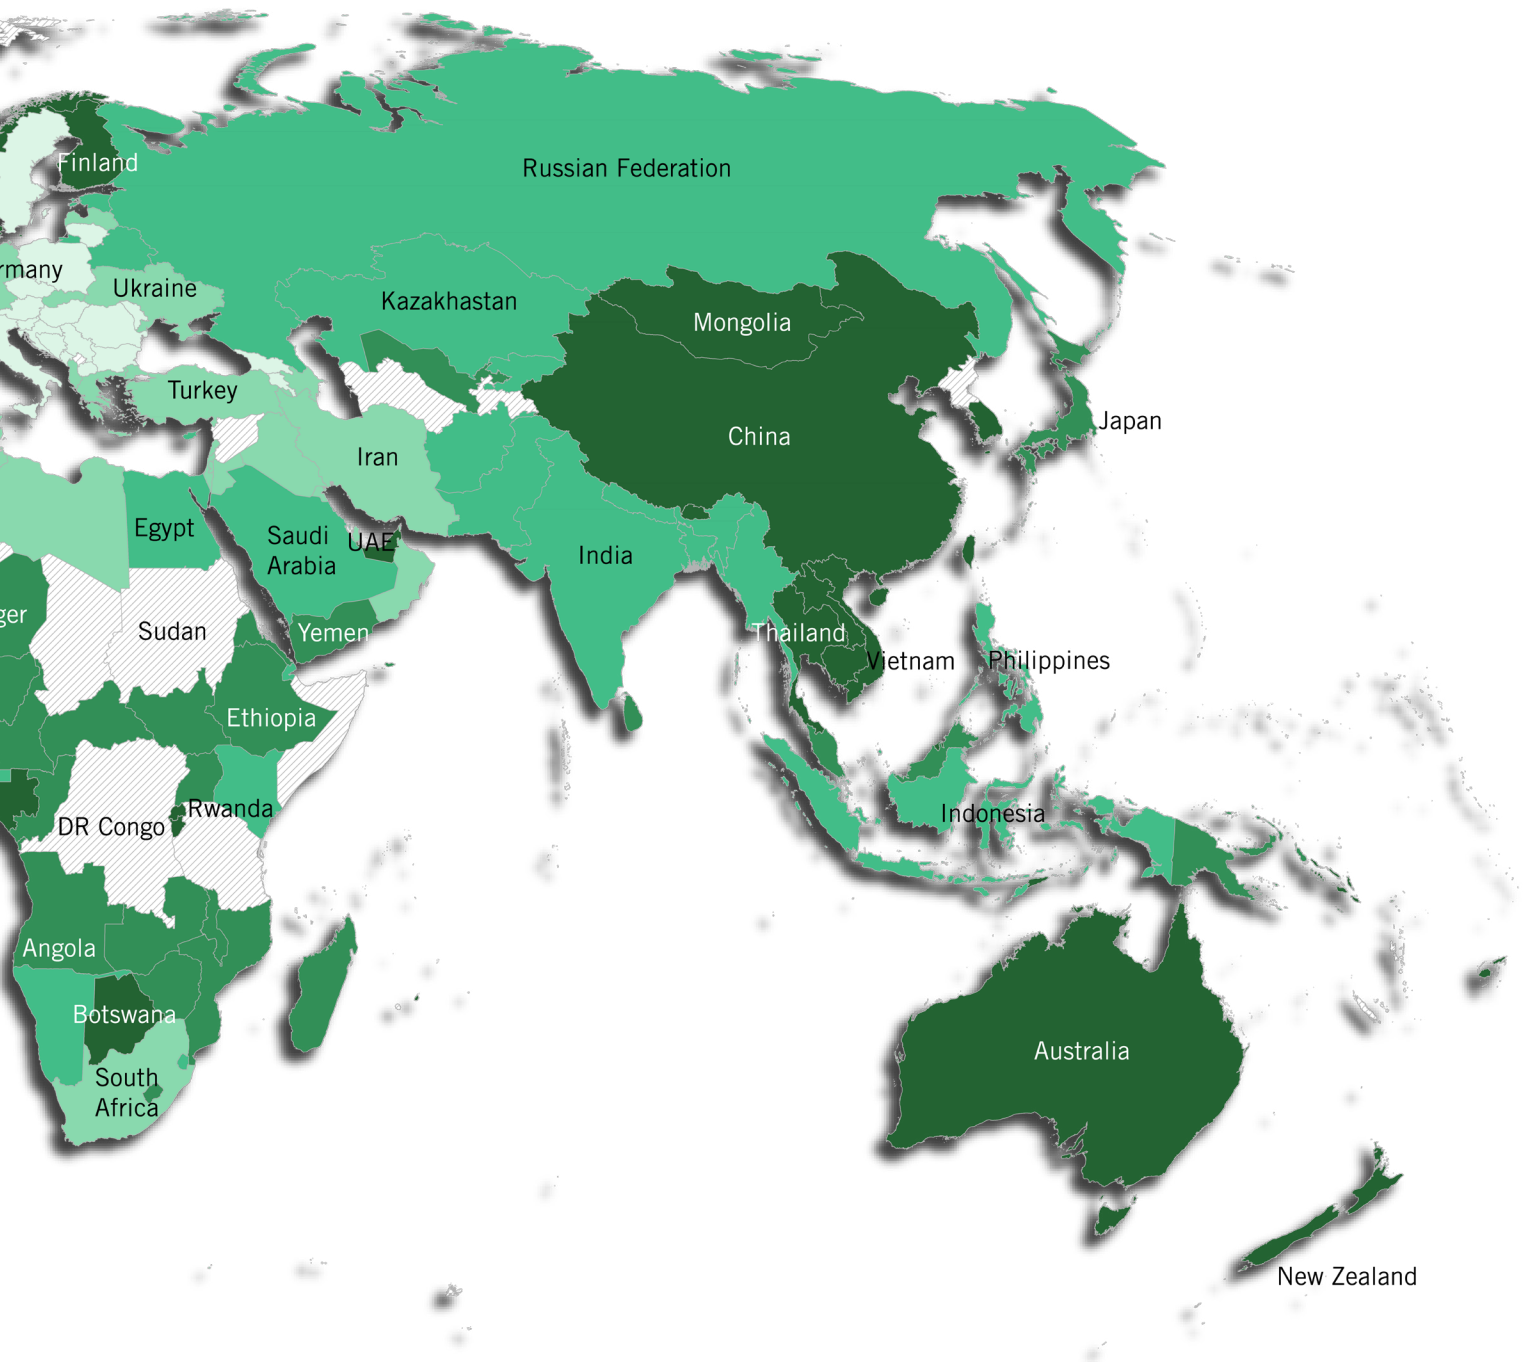 Finland
Russian Federation
rmany
Ukraine
Kazakhastan
Mongolia
Turkey
Japan
China
Iran
Egypt
Saudi
Arabia
UAE
India
ger
Sudan
Yemen
Thailand
Vietnam
Philippines
Ethiopia
Rwanda
DR Congo
Indonesia
Angola
Botswana
Australia
South
Africa
New Zealand